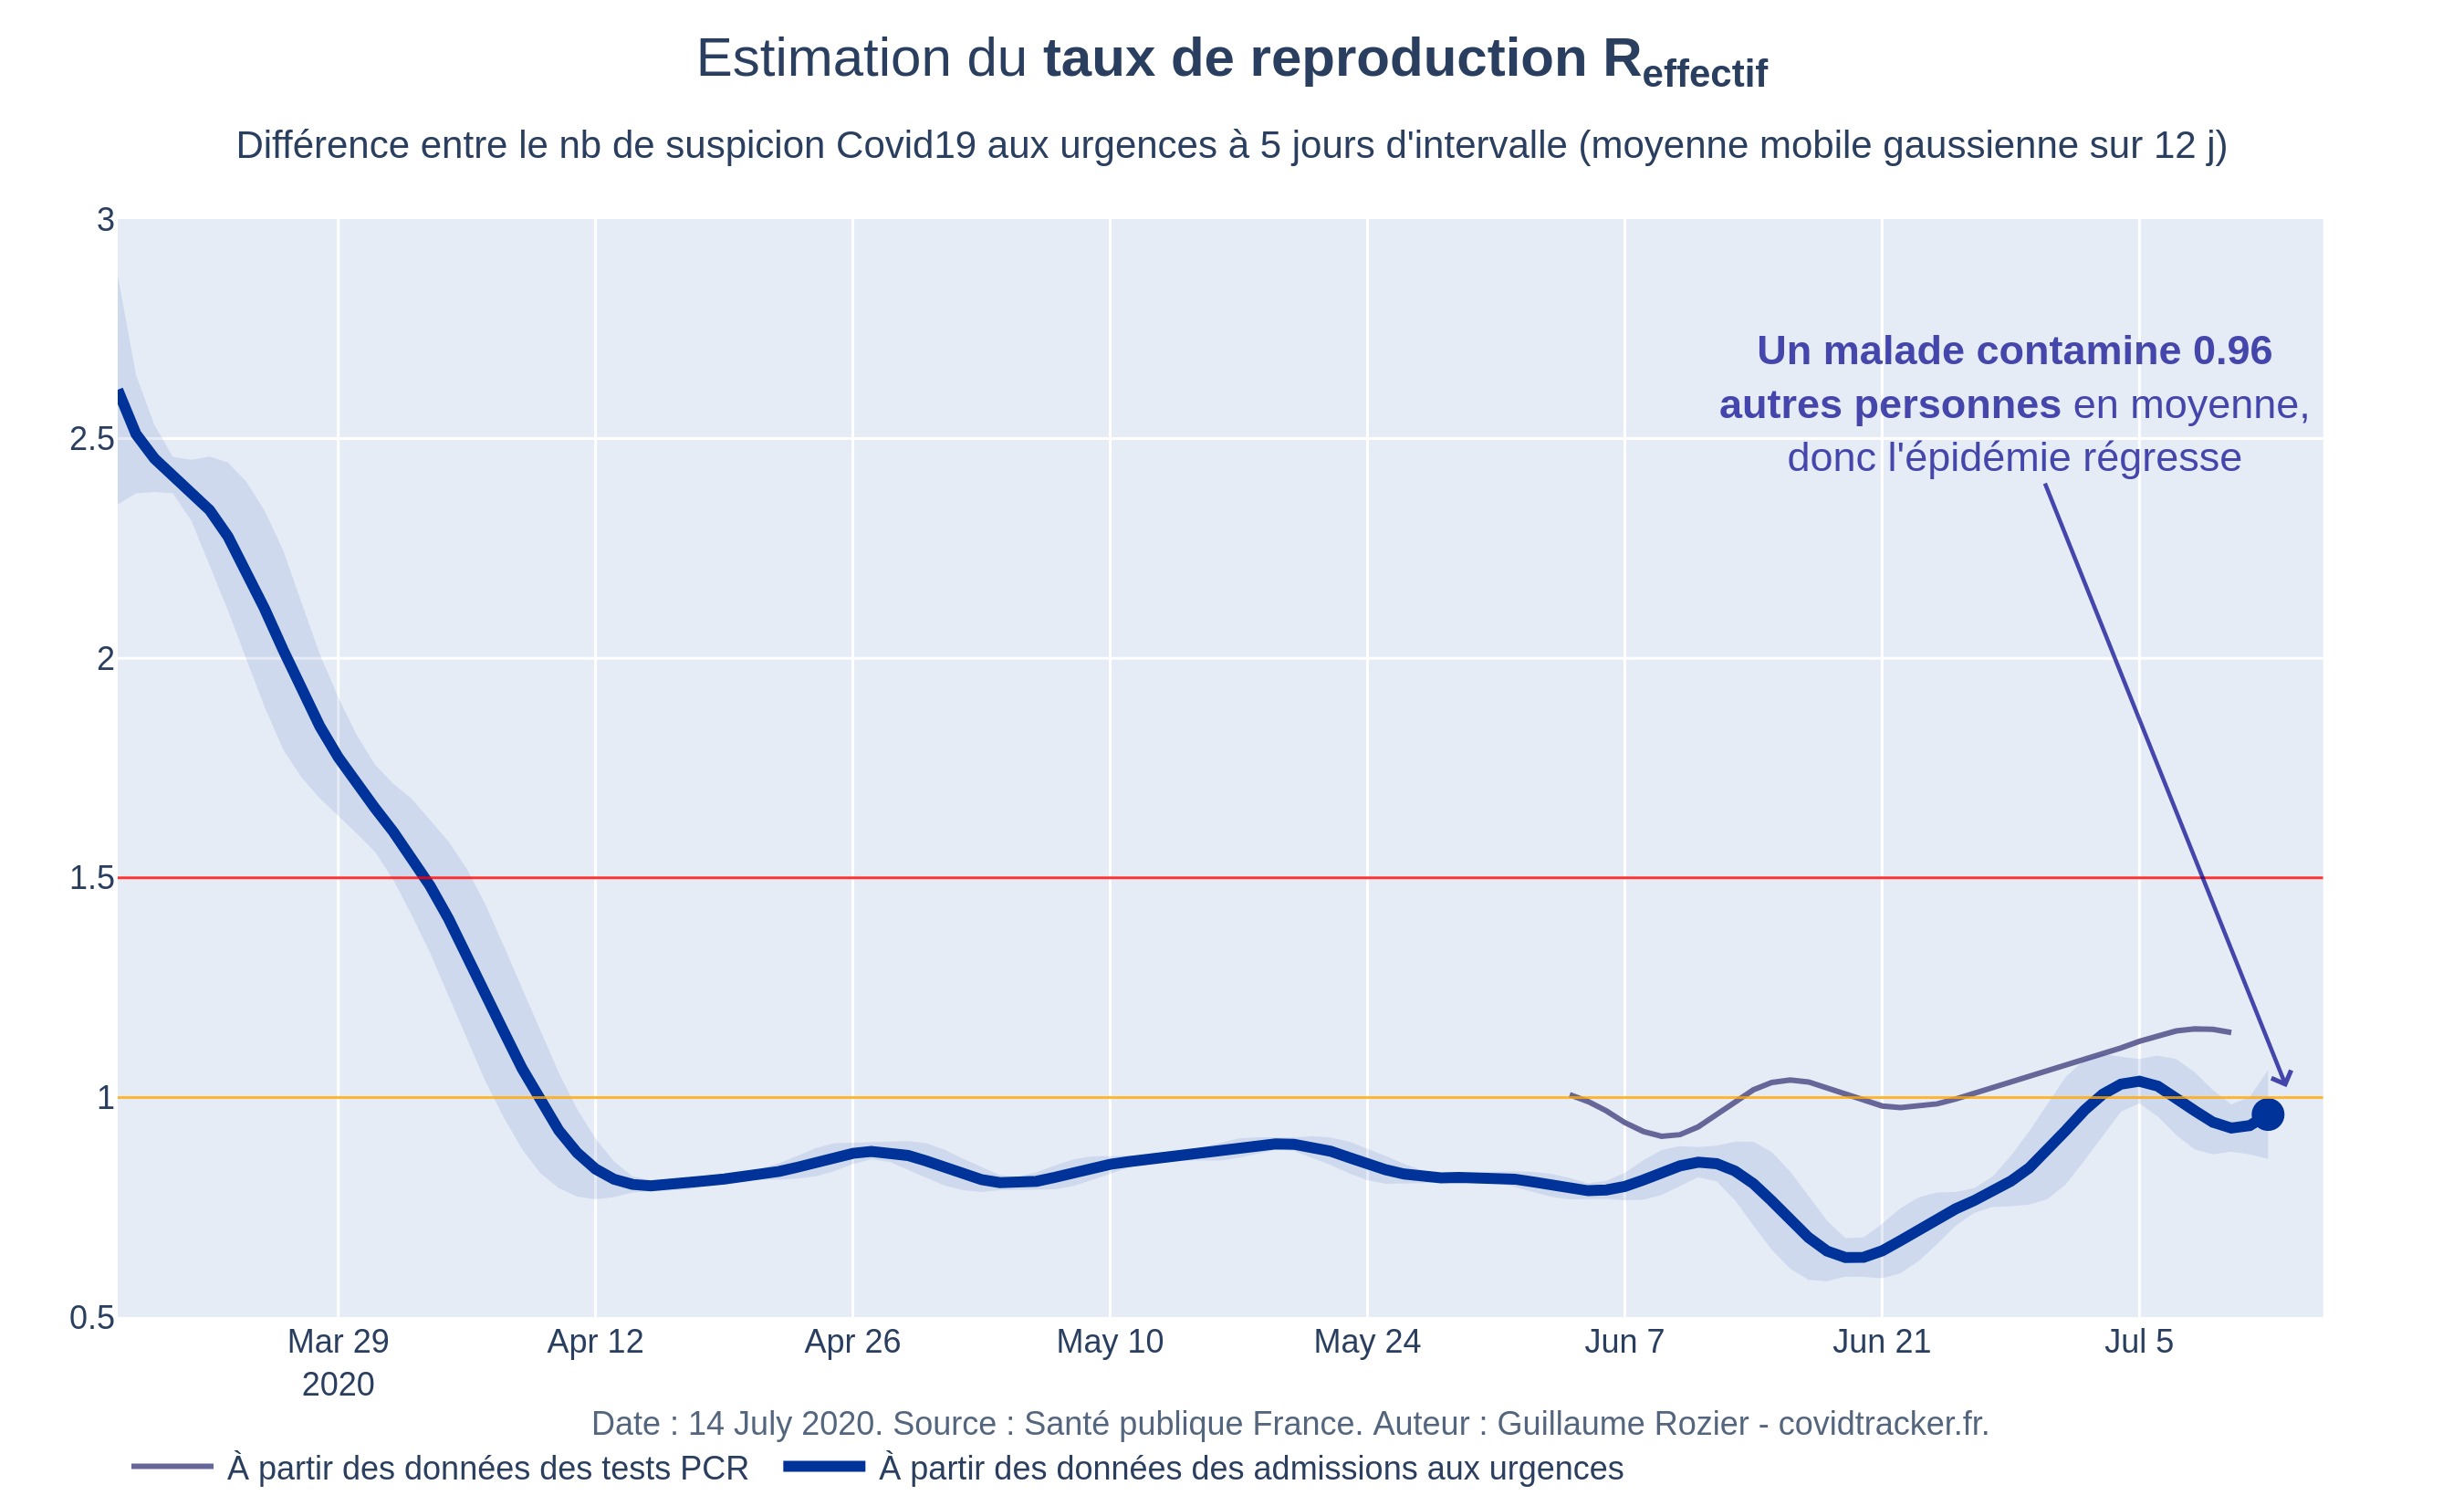 Estimation du taux de reproduction Reffectif
Différence entre le nb de suspicion Covid19 aux urgences à 5 jours d'intervalle (moyenne mobile gaussienne sur 12 j)
3
2.5
2
1.5
1
0.5
Un malade contamine 0.96
autres personnes en moyenne,
donc l'épidémie régresse
Mar 29
2020
Apr 12
Apr 26
May 10
May 24
Jun 7
Jun 21
Jul 5
Date : 14 July 2020. Source : Santé publique France. Auteur : Guillaume Rozier - covidtracker.fr.
À partir des données des tests PCR
À partir des données des admissions aux urgences